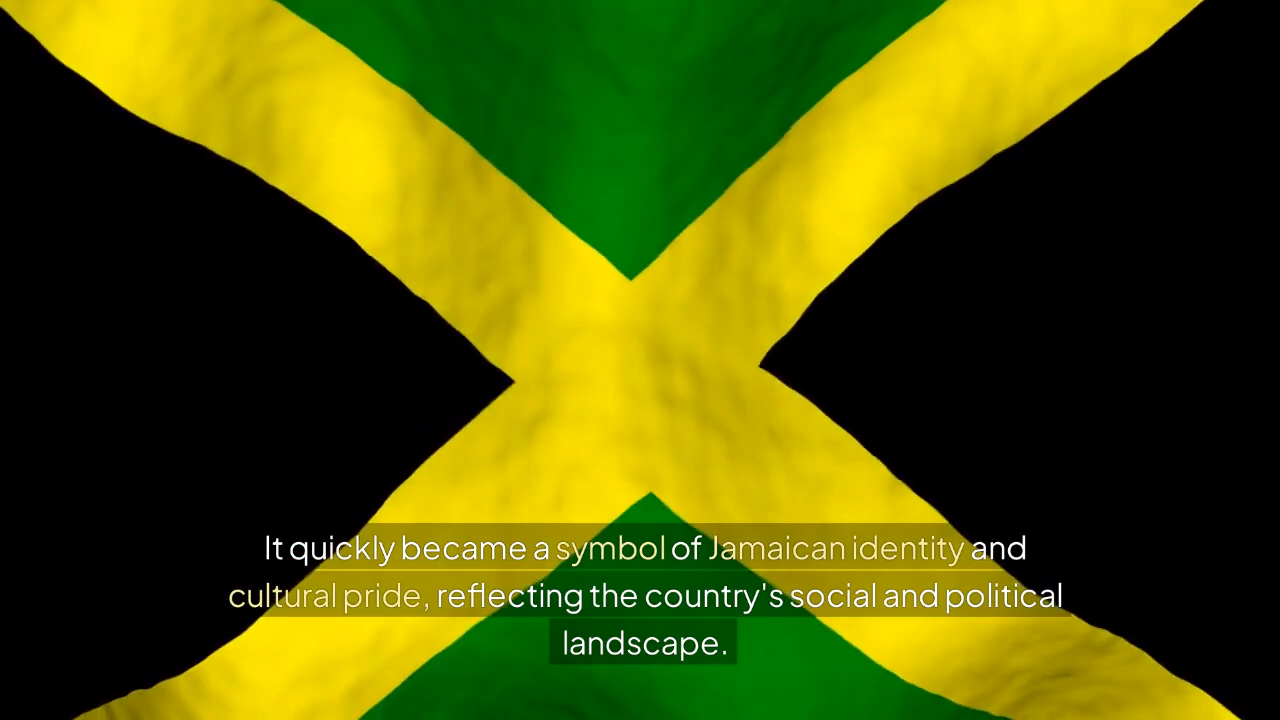 It quickly became a symbol of Jamaican identity and
cultural pride, reflecting the country's social and political
landscape.